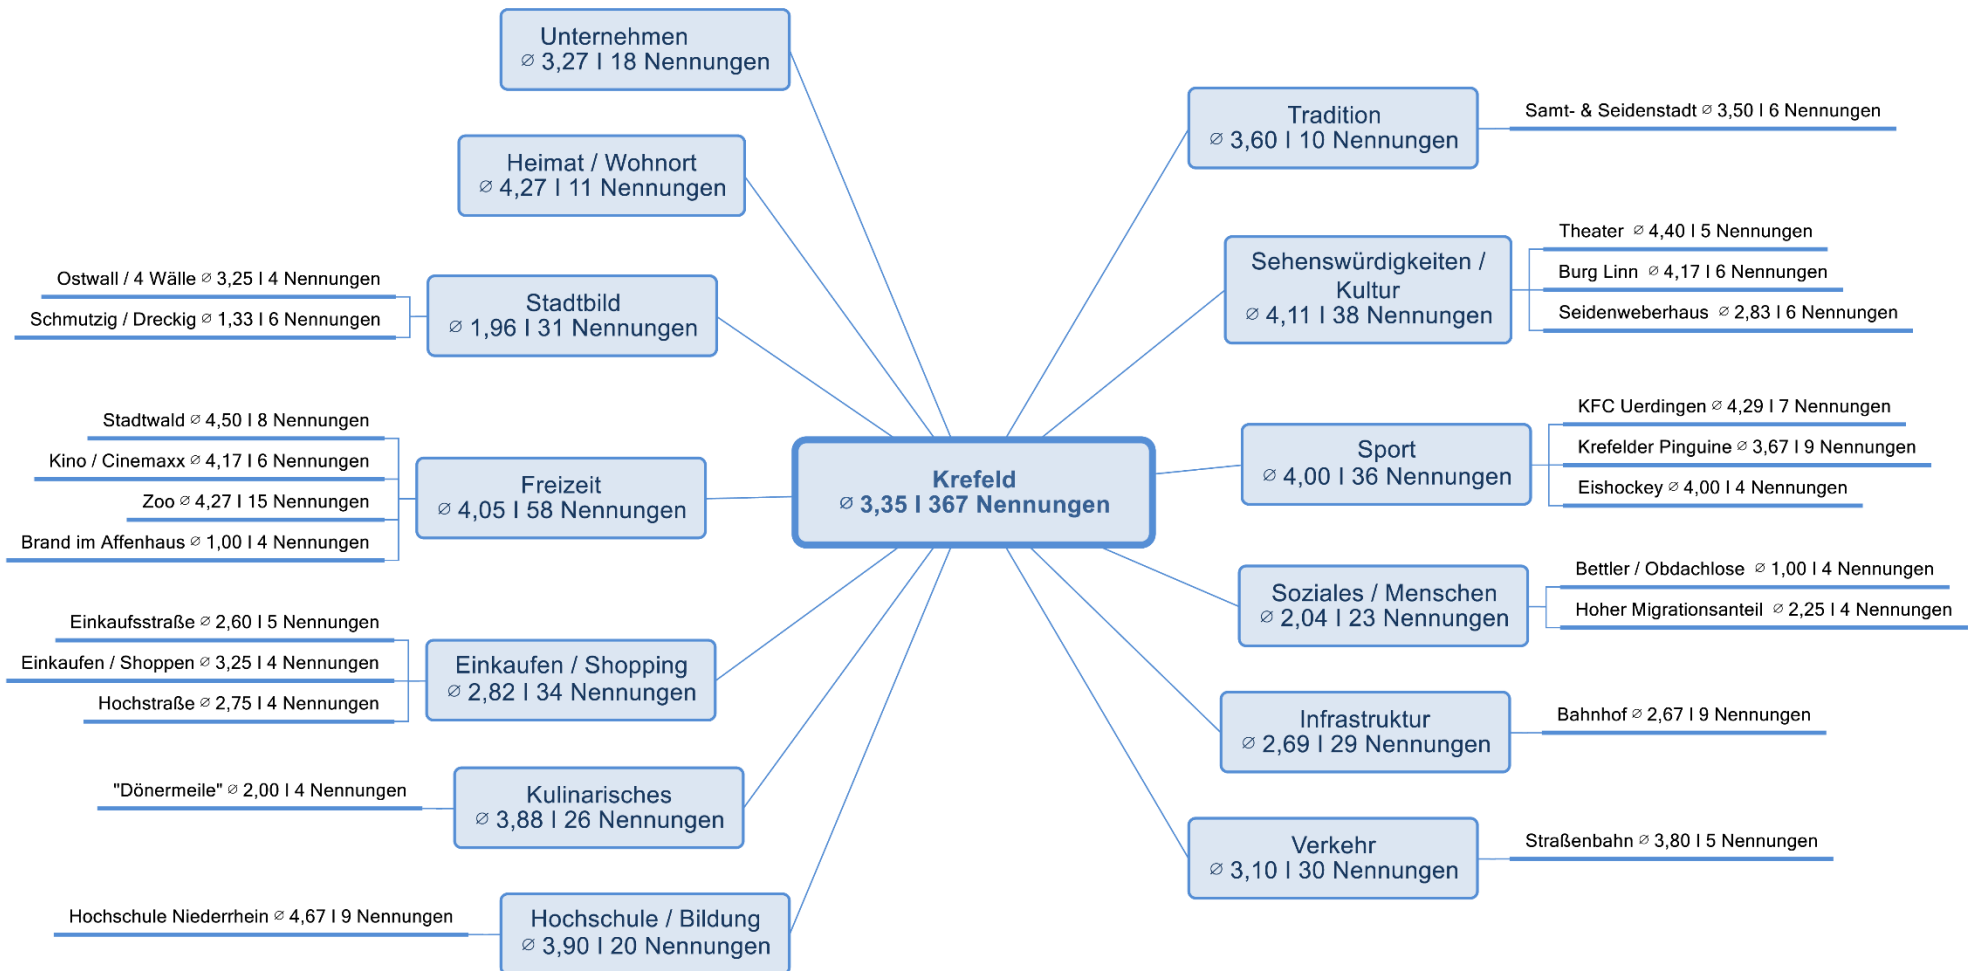 Unternehmen
∅ 3,27 I 18 Nennungen
Heimat / Wohnort
∅ 4,27 I 11 Nennungen
Stadtbild
∅ 1,96 I 31 Nennungen
Ostwall / 4 Wälle ∅ 3,25 I 4 Nennungen
Schmutzig / Dreckig ∅ 1,33 I 6 Nennungen
Freizeit
∅ 4,05 I 58 Nennungen
Stadtwald ∅ 4,50 I 8 Nennungen
Kino / Cinemaxx ∅ 4,17 I 6 Nennungen
Zoo ∅ 4,27 I 15 Nennungen
Brand im Affenhaus ∅ 1,00 I 4 Nennungen
Einkaufen / Shopping
∅ 2,82 I 34 Nennungen
Einkaufsstraße ∅ 2,60 I 5 Nennungen
Einkaufen / Shoppen ∅ 3,25 I 4 Nennungen
Hochstraße ∅ 2,75 I 4 Nennungen
Kulinarisches
∅ 3,88 I 26 Nennungen
"Dönermeile" ∅ 2,00 I 4 Nennungen
Hochschule / Bildung
∅ 3,90 I 20 Nennungen
Hochschule Niederrhein ∅ 4,67 I 9 Nennungen
Krefeld
∅ 3,35 I 367 Nennungen
Tradition
∅ 3,60 I 10 Nennungen
Samt- & Seidenstadt ∅ 3,50 I 6 Nennungen
Sehenswürdigkeiten /
Kultur
∅ 4,11 I 38 Nennungen
Theater ∅ 4,40 I 5 Nennungen
Burg Linn ∅ 4,17 I 6 Nennungen
Seidenweberhaus ∅ 2,83 I 6 Nennungen
Sport
∅ 4,00 I 36 Nennungen
KFC Uerdingen ∅ 4,29 I 7 Nennungen
Krefelder Pinguine ∅ 3,67 I 9 Nennungen
Eishockey ∅ 4,00 I 4 Nennungen
Soziales / Menschen
∅ 2,04 I 23 Nennungen
Bettler / Obdachlose ∅ 1,00 I 4 Nennungen
Hoher Migrationsanteil ∅ 2,25 I 4 Nennungen
Infrastruktur
∅ 2,69 I 29 Nennungen
Bahnhof ∅ 2,67 I 9 Nennungen
Verkehr
∅ 3,10 I 30 Nennungen
Straßenbahn ∅ 3,80 I 5 Nennungen